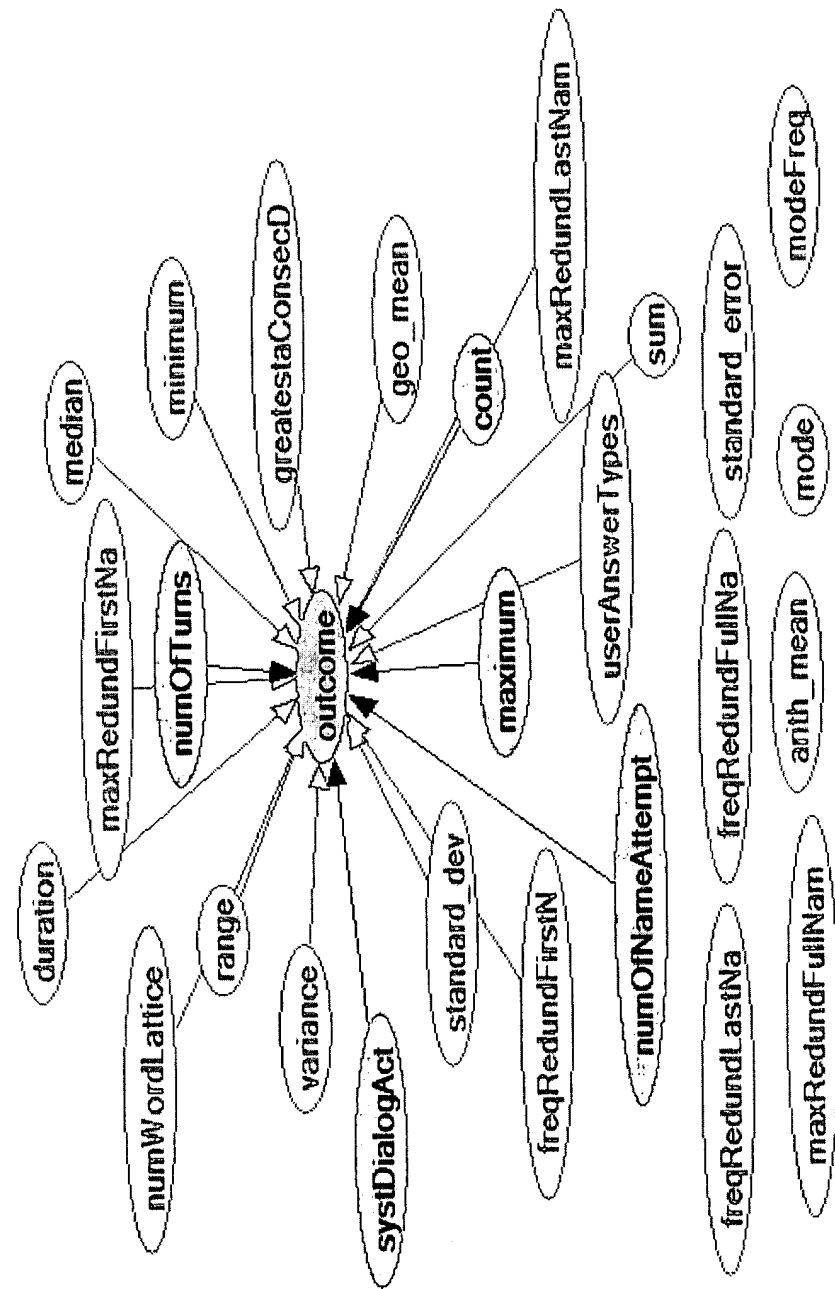 duration
median
maxRedundFirstNa
numWordLattice
minimum
numOfTurns
range
greatestaConsecD
variance
outcome
systDialogAct
geo_mean
standard_dev
count
maximum
freqRedundFirstN
maxRedundLastNam
userAnswerTypes
numOfNameAttempt
sum
freqRedundLastNa
freqRedundFullNa
standard_error
maxRedundFullNam
arith_mean
mode
modeFreq